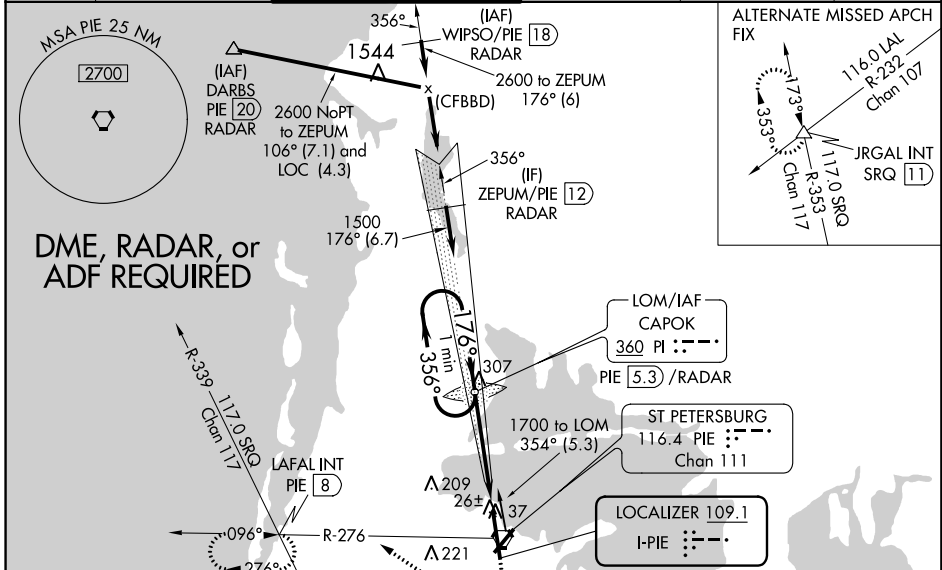 MSA PIE 25 NM
2700
(IAF)
DARBS
PIE 20
RADAR
1544
2600 NoPT
to ZEPUM
106° (7.1) and
LOC (4.3)
356°
(IAF)
WIPSO/PIE 18
RADAR
2600 to ZEPUM
176° (6)
(CFBBD)
356°
(IF)
ZEPUM/PIE 12
RADAR
1500
176° (6.7)
ALTERNATE MISSED APCH
FIX
116.0 LAL
R-232
Chan 107
173°
353°
JRGAL INT
SRQ 11
117.0 SRQ
R-353
Chan 117
DME, RADAR, or
ADF REQUIRED
176°
1 min
356°
307
LOM/IAF
CAPOK
360 PI
PIE 5.3 /RADAR
1700 to LOM
354° (5.3)
ST PETERSBURG
116.4 PIE
Chan 111
R-339
117.0 SRQ
Chan 117
LAFAL INT
PIE 8
209
26±
37
LOCALIZER 109.1
I-PIE
096°
R-276
276°
221